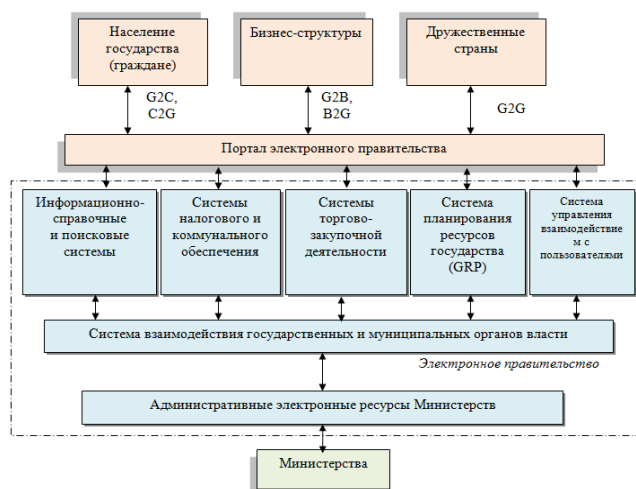 Население
государства
(граждане)
Бизнес-структуры
Дружественные
страны
G2C,
C2G
G2B,
B2G
G2G
Портал электронного правительства
Информационно-
справочные
и поисковые
системы
Системы
налогового и
коммунального
обеспечения
Системы
торгово-
закупочной
деятельности
Система
планирования
ресурсов
государства
(GRP)
Система
управления
взаимодействие
м с
пользователями
Система взаимодействия государственных и муниципальных органов власти
Электронное правительство
Административные электронные ресурсы Министерств
Министерства